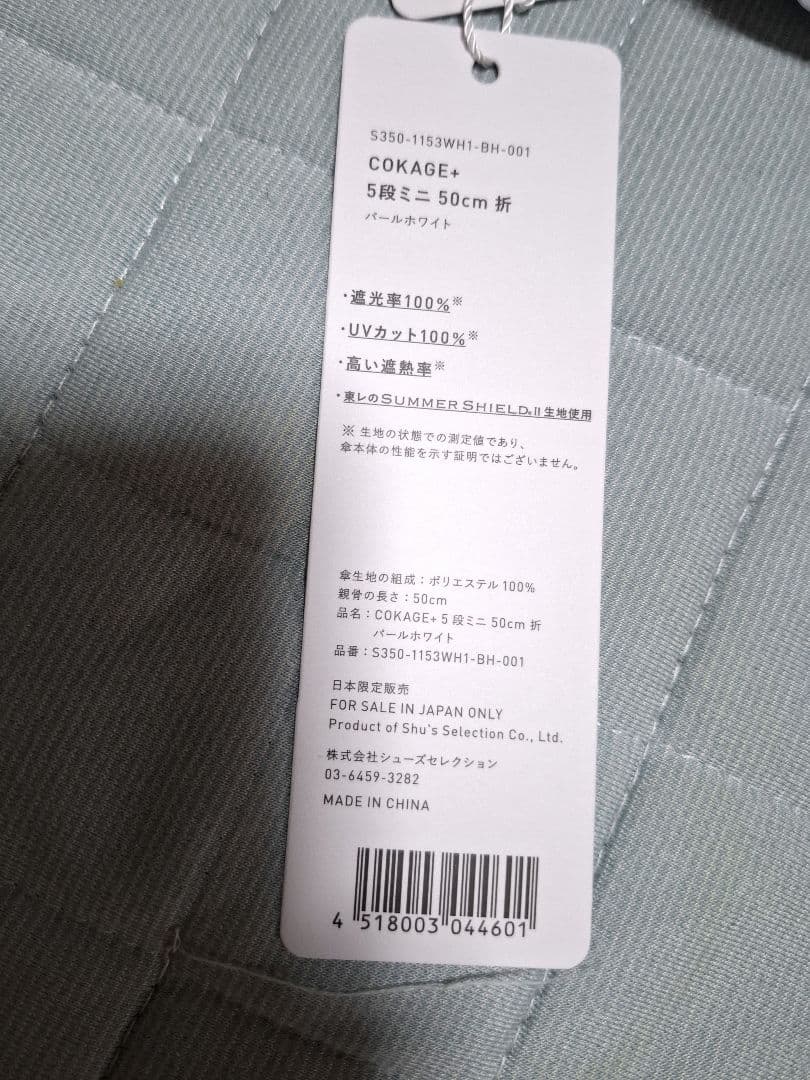 S350-1153WH1-BH-001
COKAGE+
5段ミニ 50cm 折
パールホワイト
・遮光率100%※
・UVカット100%※
・高い遮熱率※
・東レのSUMMER SHIELD®II生地使用
※ 生地の状態での測定値であり、
傘本体の性能を示す証明ではございません。
傘生地の組成：ポリエステル 100%
親骨の長さ：50cm
品名：COKAGE+ 5 段ミニ 50cm 折
パールホワイト
品番：S350-1153WH1-BH-001
日本限定販売
FOR SALE IN JAPAN ONLY
Product of Shu's Selection Co., Ltd.
株式会社シューズセレクション
03-6459-3282
MADE IN CHINA
4 518003 044601